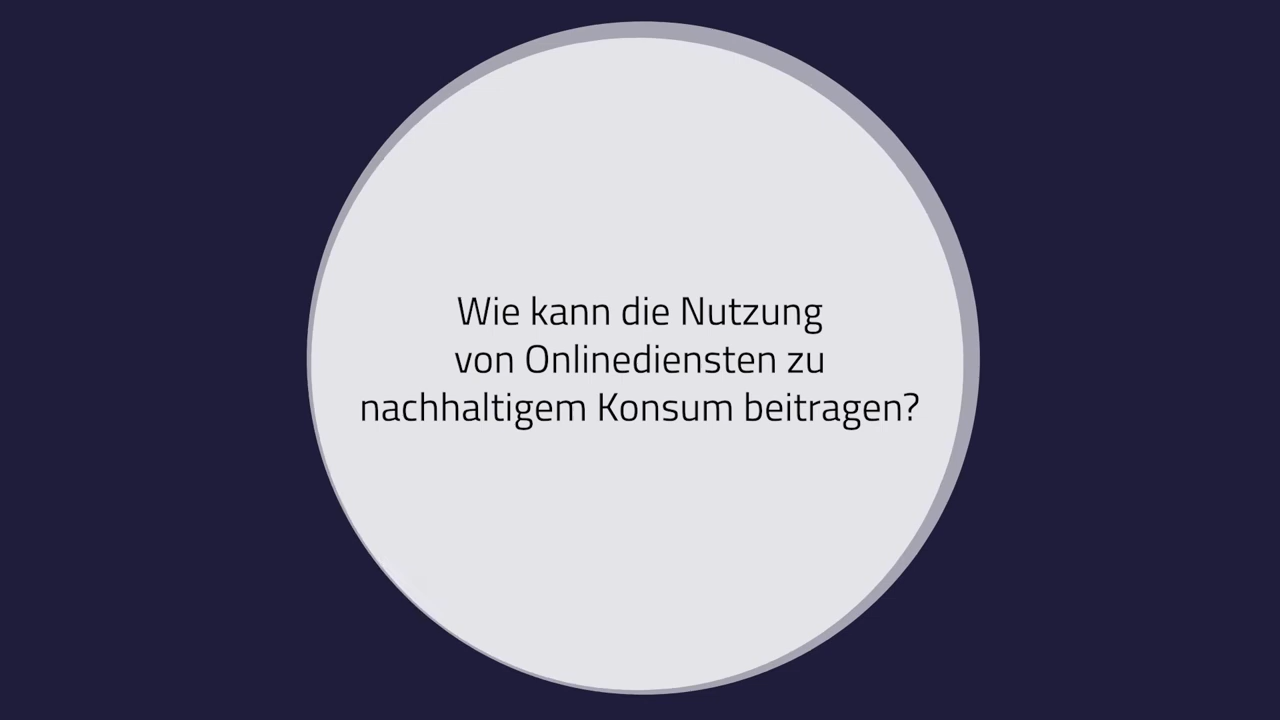 Wie kann die Nutzung
von Onlinediensten zu
nachhaltigem Konsum beitragen?